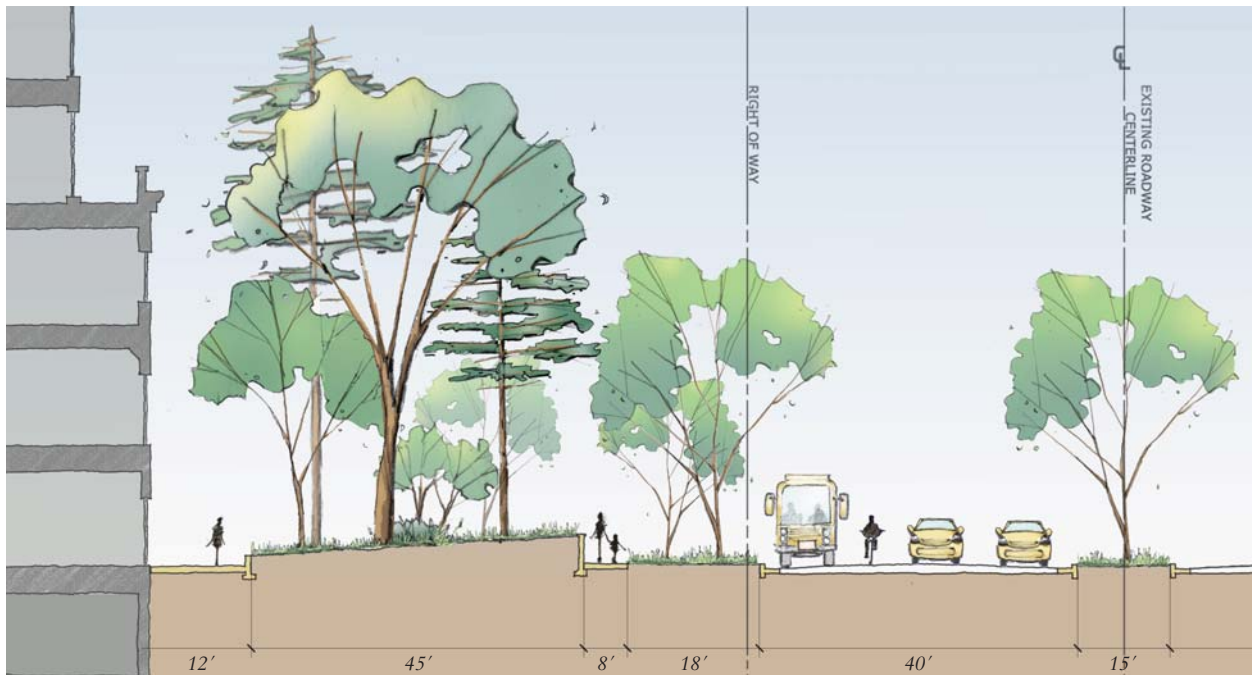 RIGHT OF WAY
EXISTING ROADWAY
CENTERLINE
12′
45′
8′
18′
40′
15′